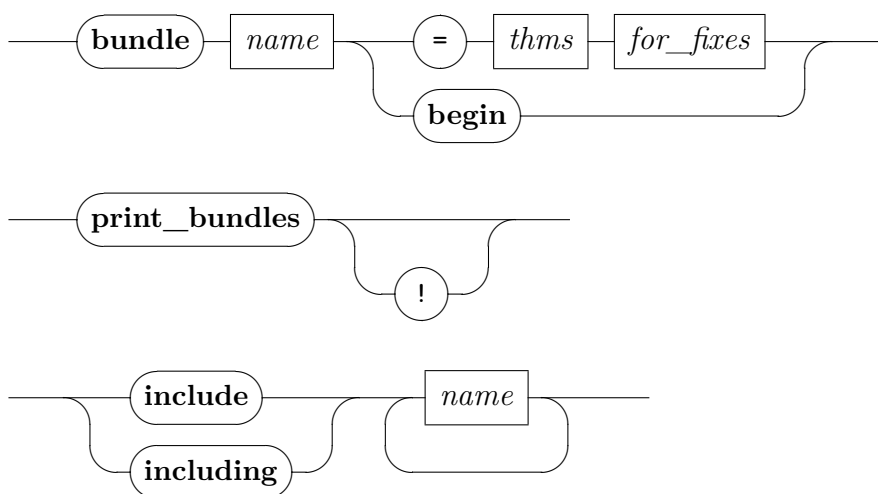 bundle name = thms for_fixes
begin
print_bundles
!
include name
including